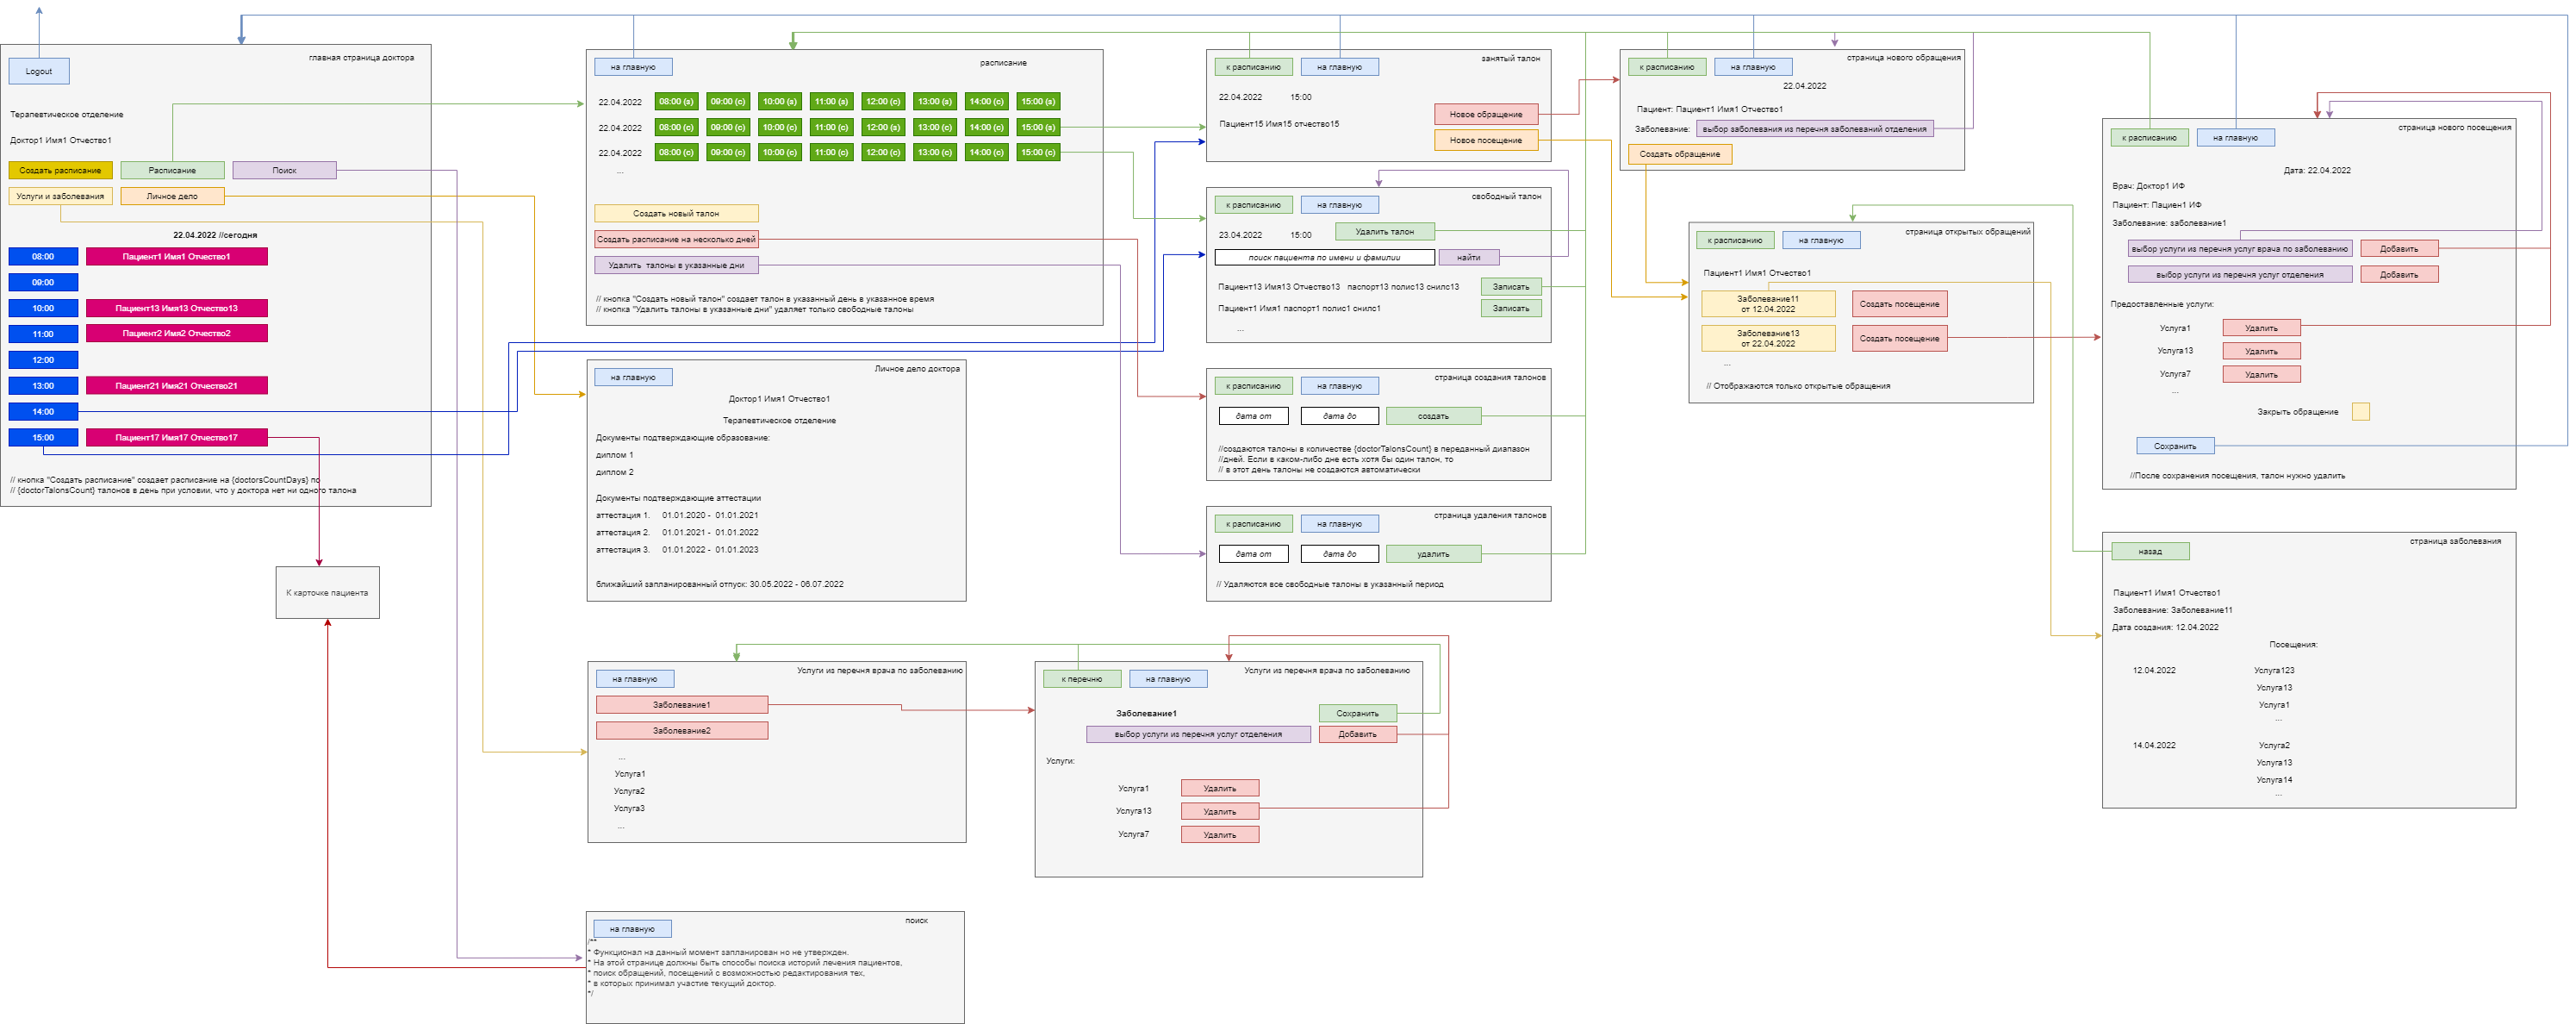 главная страница доктора
Logout
Терапевтическое отделение
Доктор1 Имя1 Отчество1
Создать расписание
Расписание
Поиск
Услуги и заболевания
Личное дело
22.04.2022 //сегодня
08:00 Пациент1 Имя1 Отчество1
09:00
10:00 Пациент13 Имя13 Отчество13
11:00 Пациент2 Имя2 Отчество2
12:00
13:00 Пациент21 Имя21 Отчество21
14:00
15:00 Пациент17 Имя17 Отчество17
// кнопка "Создать расписание" создает расписание на {doctorsCountDays} по
// {doctorTalonsCount} талонов в день при условии, что у доктора нет ни одного талона
К карточке пациента
расписание
на главную
22.04.2022 08:00 (з) 09:00 (с) 10:00 (з) 11:00 (з) 12:00 (с) 13:00 (з) 14:00 (с) 15:00 (з)
22.04.2022 08:00 (с) 09:00 (с) 10:00 (с) 11:00 (с) 12:00 (з) 13:00 (с) 14:00 (с) 15:00 (з)
22.04.2022 08:00 (с) 09:00 (с) 10:00 (с) 11:00 (с) 12:00 (с) 13:00 (с) 14:00 (с) 15:00 (с)
...
Создать новый талон
Создать расписание на несколько дней
Удалить талоны в указанные дни
// кнопка "Создать новый талон" создает талон в указанный день в указанное время
// кнопка "Удалить талоны в указанные дни" удаляет только свободные талоны
Личное дело доктора
на главную
Доктор1 Имя1 Отчество1
Терапевтическое отделение
Документы подтверждающие образование:
диплом 1
диплом 2
Документы подтверждающие аттестации
аттестация 1. 01.01.2020 - 01.01.2021
аттестация 2. 01.01.2021 - 01.01.2022
аттестация 3. 01.01.2022 - 01.01.2023
ближайший запланированный отпуск: 30.05.2022 - 06.07.2022
Услуги из перечня врача по заболеванию
на главную
Заболевание1
Заболевание2
...
Услуга1
Услуга2
Услуга3
...
Услуги из перечня врача по заболеванию
к перечню
на главную
Заболевание1
Сохранить
выбор услуги из перечня услуг отделения
Добавить
Услуги:
Услуга1 Удалить
Услуга13 Удалить
Услуга7 Удалить
поиск
на главную
/**
* Функционал на данный момент запланирован но не утвержден.
* На этой странице должны быть способы поиска историй лечения пациентов,
* поиск обращений, посещений с возможностью редактирования тех,
* в которых принимал участие текущий доктор.
*/
занятый талон
к расписанию
на главную
22.04.2022 15:00
Новое обращение
Пациент15 Имя15 отчество15
Новое посещение
свободный талон
к расписанию
на главную
23.04.2022 15:00
Удалить талон
поиск пациента по имени и фамилии
найти
Пациент13 Имя13 Отчество13 паспорт13 полис13 снилс13 Записать
Пациент1 Имя1 паспорт1 полис1 снилс1 Записать
...
страница создания талонов
к расписанию
на главную
дата от
дата до
создать
//создаются талоны в количестве {doctorTalonsCount} в переданный диапазон
//дней. Если в каком-либо дне есть хотя бы один талон, то
// в этот день талоны не создаются автоматически
страница удаления талонов
к расписанию
на главную
дата от
дата до
удалить
// Удаляются все свободные талоны в указанный период
страница нового обращения
к расписанию
на главную
22.04.2022
Пациент: Пациент1 Имя1 Отчество1
Заболевание: выбор заболевания из перечня заболеваний отделения
Создать обращение
страница открытых обращений
к расписанию
на главную
Пациент1 Имя1 Отчество1
Заболевание11
от 12.04.2022
Создать посещение
Заболевание13
от 22.04.2022
Создать посещение
...
// Отображаются только открытые обращения
страница нового посещения
к расписанию
на главную
Дата: 22.04.2022
Врач: Доктор1 ИФ
Пациент: Пациен1 ИФ
Заболевание: заболевание1
выбор услуги из перечня услуг врача по заболеванию Добавить
выбор услуги из перечня услуг отделения Добавить
Предоставленные услуги:
Услуга1 Удалить
Услуга13 Удалить
Услуга7 Удалить
...
Закрыть обращение
Сохранить
//После сохранения посещения, талон нужно удалить
страница заболевания
назад
Пациент1 Имя1 Отчество1
Заболевание: Заболевание11
Дата создания: 12.04.2022
Посещения:
12.04.2022 Услуга123
Услуга13
Услуга1
...
14.04.2022 Услуга2
Услуга13
Услуга14
...